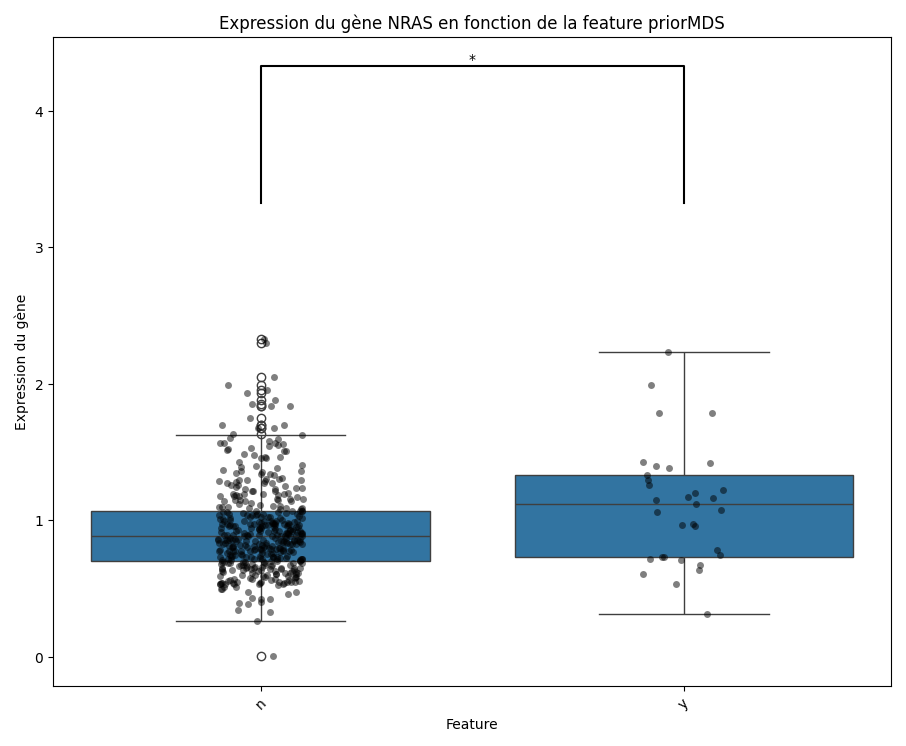 Expression du gène NRAS en fonction de la feature priorMDS
*
4
3
2
1
0
Expression du gène
n
y
Feature